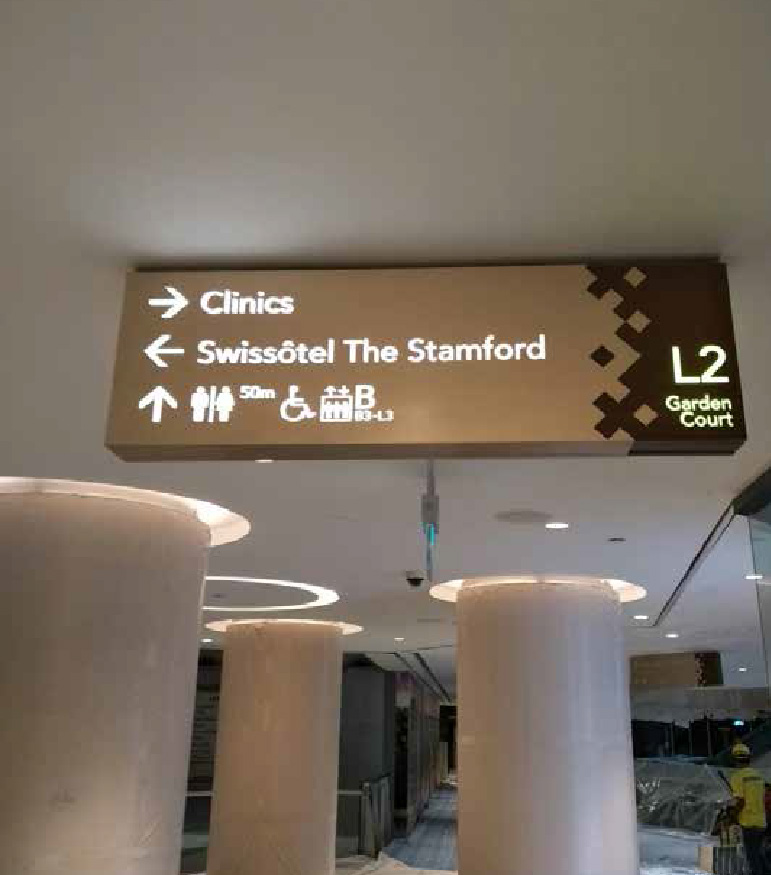 → Clinics
← Swissôtel The Stamford
↑ 50m B
B3-L3
L2
Garden
Court